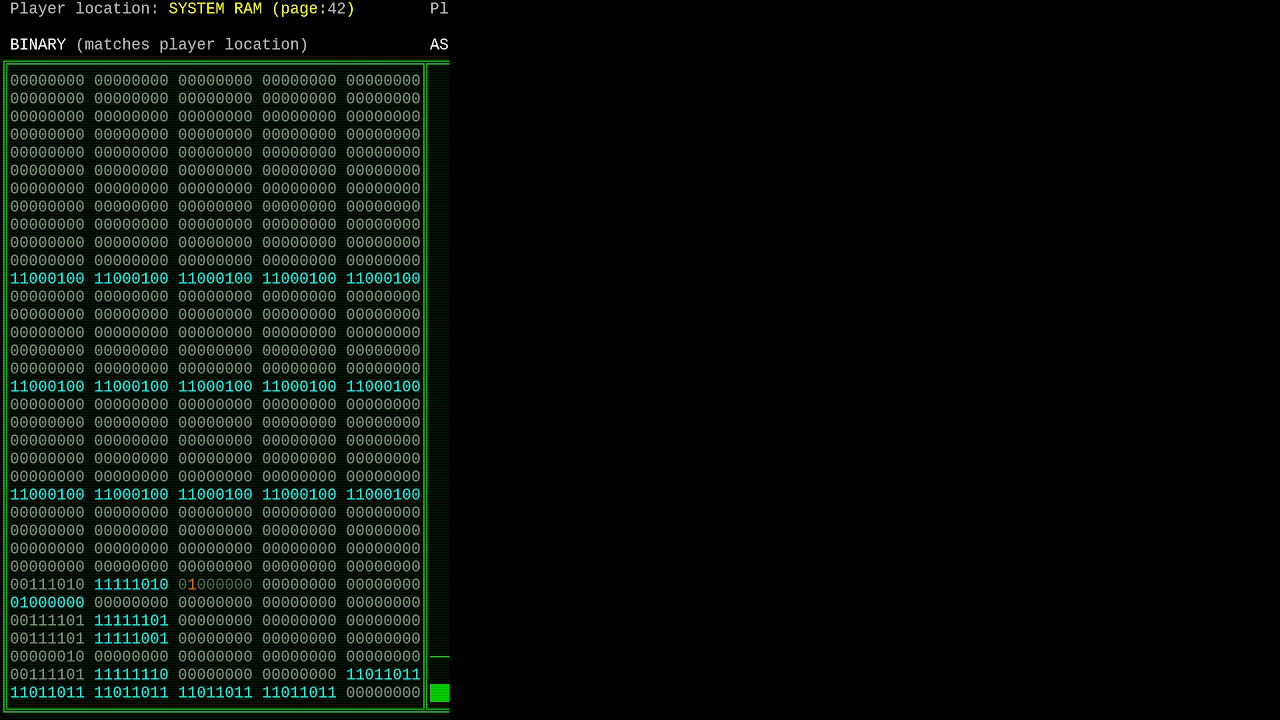 Player location: SYSTEM RAM (page:42) Pl
BINARY (matches player location) AS
00000000 00000000 00000000 00000000 00000000
00000000 00000000 00000000 00000000 00000000
00000000 00000000 00000000 00000000 00000000
00000000 00000000 00000000 00000000 00000000
00000000 00000000 00000000 00000000 00000000
00000000 00000000 00000000 00000000 00000000
00000000 00000000 00000000 00000000 00000000
00000000 00000000 00000000 00000000 00000000
00000000 00000000 00000000 00000000 00000000
00000000 00000000 00000000 00000000 00000000
00000000 00000000 00000000 00000000 00000000
11000100 11000100 11000100 11000100 11000100
00000000 00000000 00000000 00000000 00000000
00000000 00000000 00000000 00000000 00000000
00000000 00000000 00000000 00000000 00000000
00000000 00000000 00000000 00000000 00000000
00000000 00000000 00000000 00000000 00000000
11000100 11000100 11000100 11000100 11000100
00000000 00000000 00000000 00000000 00000000
00000000 00000000 00000000 00000000 00000000
00000000 00000000 00000000 00000000 00000000
00000000 00000000 00000000 00000000 00000000
00000000 00000000 00000000 00000000 00000000
11000100 11000100 11000100 11000100 11000100
00000000 00000000 00000000 00000000 00000000
00000000 00000000 00000000 00000000 00000000
00000000 00000000 00000000 00000000 00000000
00000000 00000000 00000000 00000000 00000000
00111010 11111010 01000000 00000000 00000000
01000000 00000000 00000000 00000000 00000000
00111101 11111101 00000000 00000000 00000000
00111101 11111001 00000000 00000000 00000000
00000010 00000000 00000000 00000000 00000000
00111101 11111110 00000000 00000000 11011011
11011011 11011011 11011011 11011011 00000000